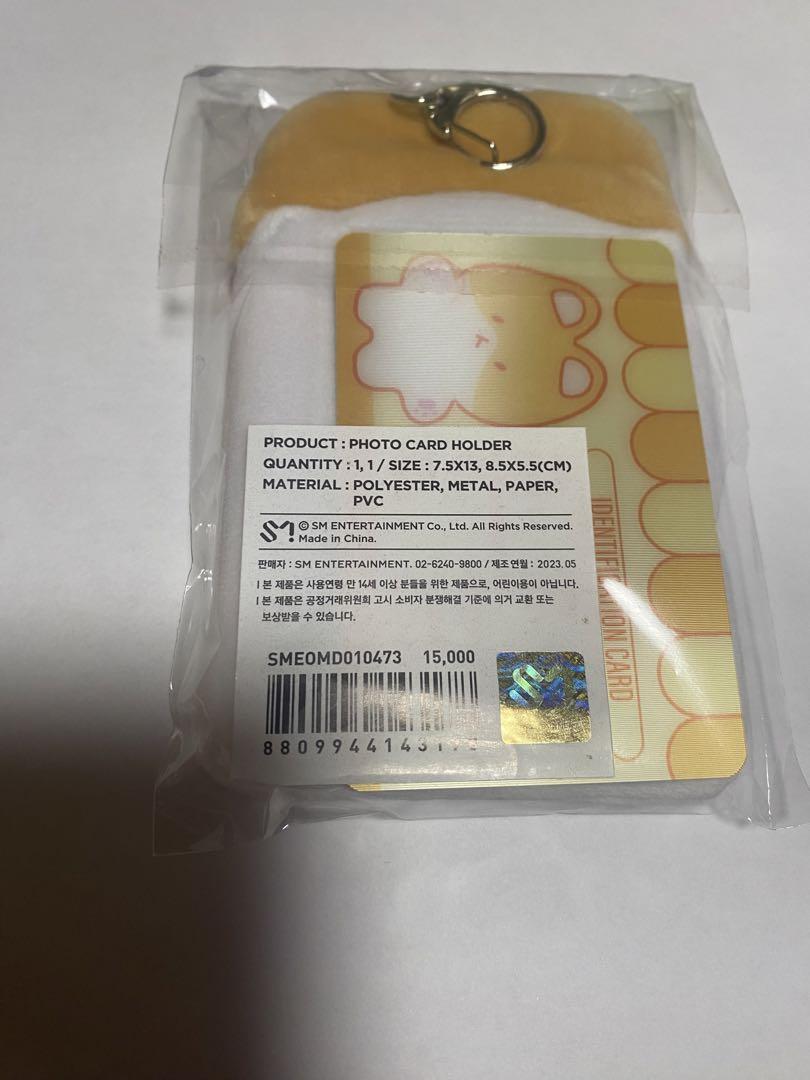 PRODUCT : PHOTO CARD HOLDER
QUANTITY : 1, 1 / SIZE : 7.5X13, 8.5X5.5(CM)
MATERIAL : POLYESTER, METAL, PAPER,
PVC
SM
© SM ENTERTAINMENT Co., Ltd. All Rights Reserved.
Made in China.
판매자 : SM ENTERTAINMENT. 02-6240-9800 / 제조연월 : 2023.05
l 본 제품은 사용연령 만 14세 이상 분들을 위한 제품으로, 어린이용이 아닙니다.
l 본 제품은 공정거래위원회 고시 소비자 분쟁해결 기준에 의거 교환 또는
보상받을 수 있습니다.
SMEOMD010473 15,000
IDENTIFICATION CARD